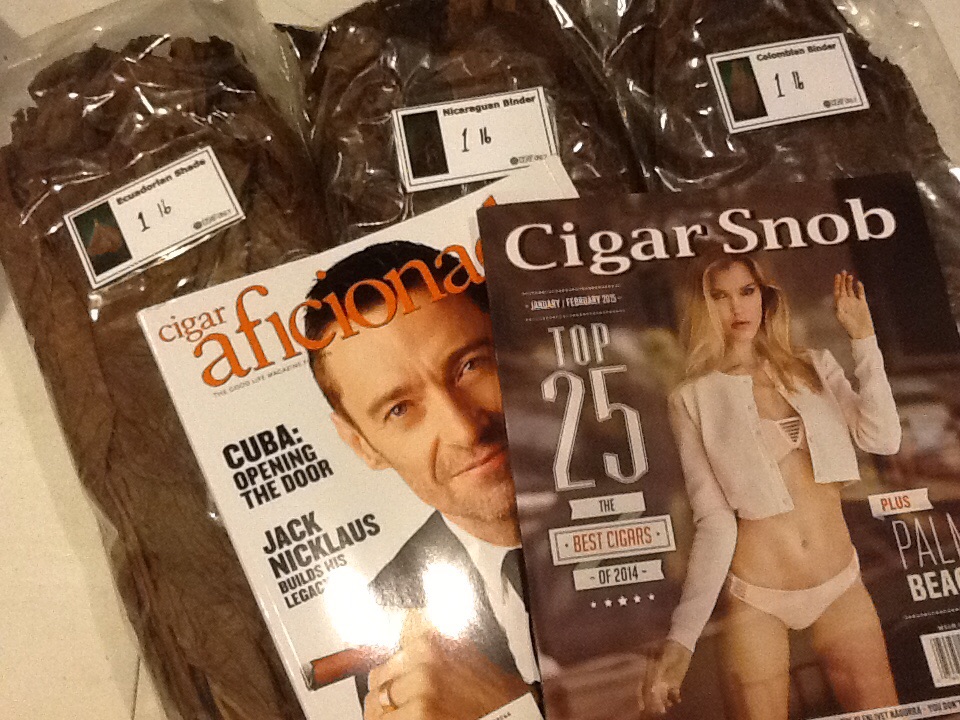 Ecuadorian Shade
1 lb
Nicaraguan Binder
1 lb
Colombian Binder
1 lb
cigar
aficiona
THE GOOD LIFE MAGAZINE
CUBA:
OPENING
THE DOOR
JACK
NICKLAUS
BUILDS HIS
LEGACY
Cigar Snob
JANUARY / FEBRUARY 2015
TOP
25
THE
BEST CIGARS
- OF 2014 -
PLUS
PALM
BEAC